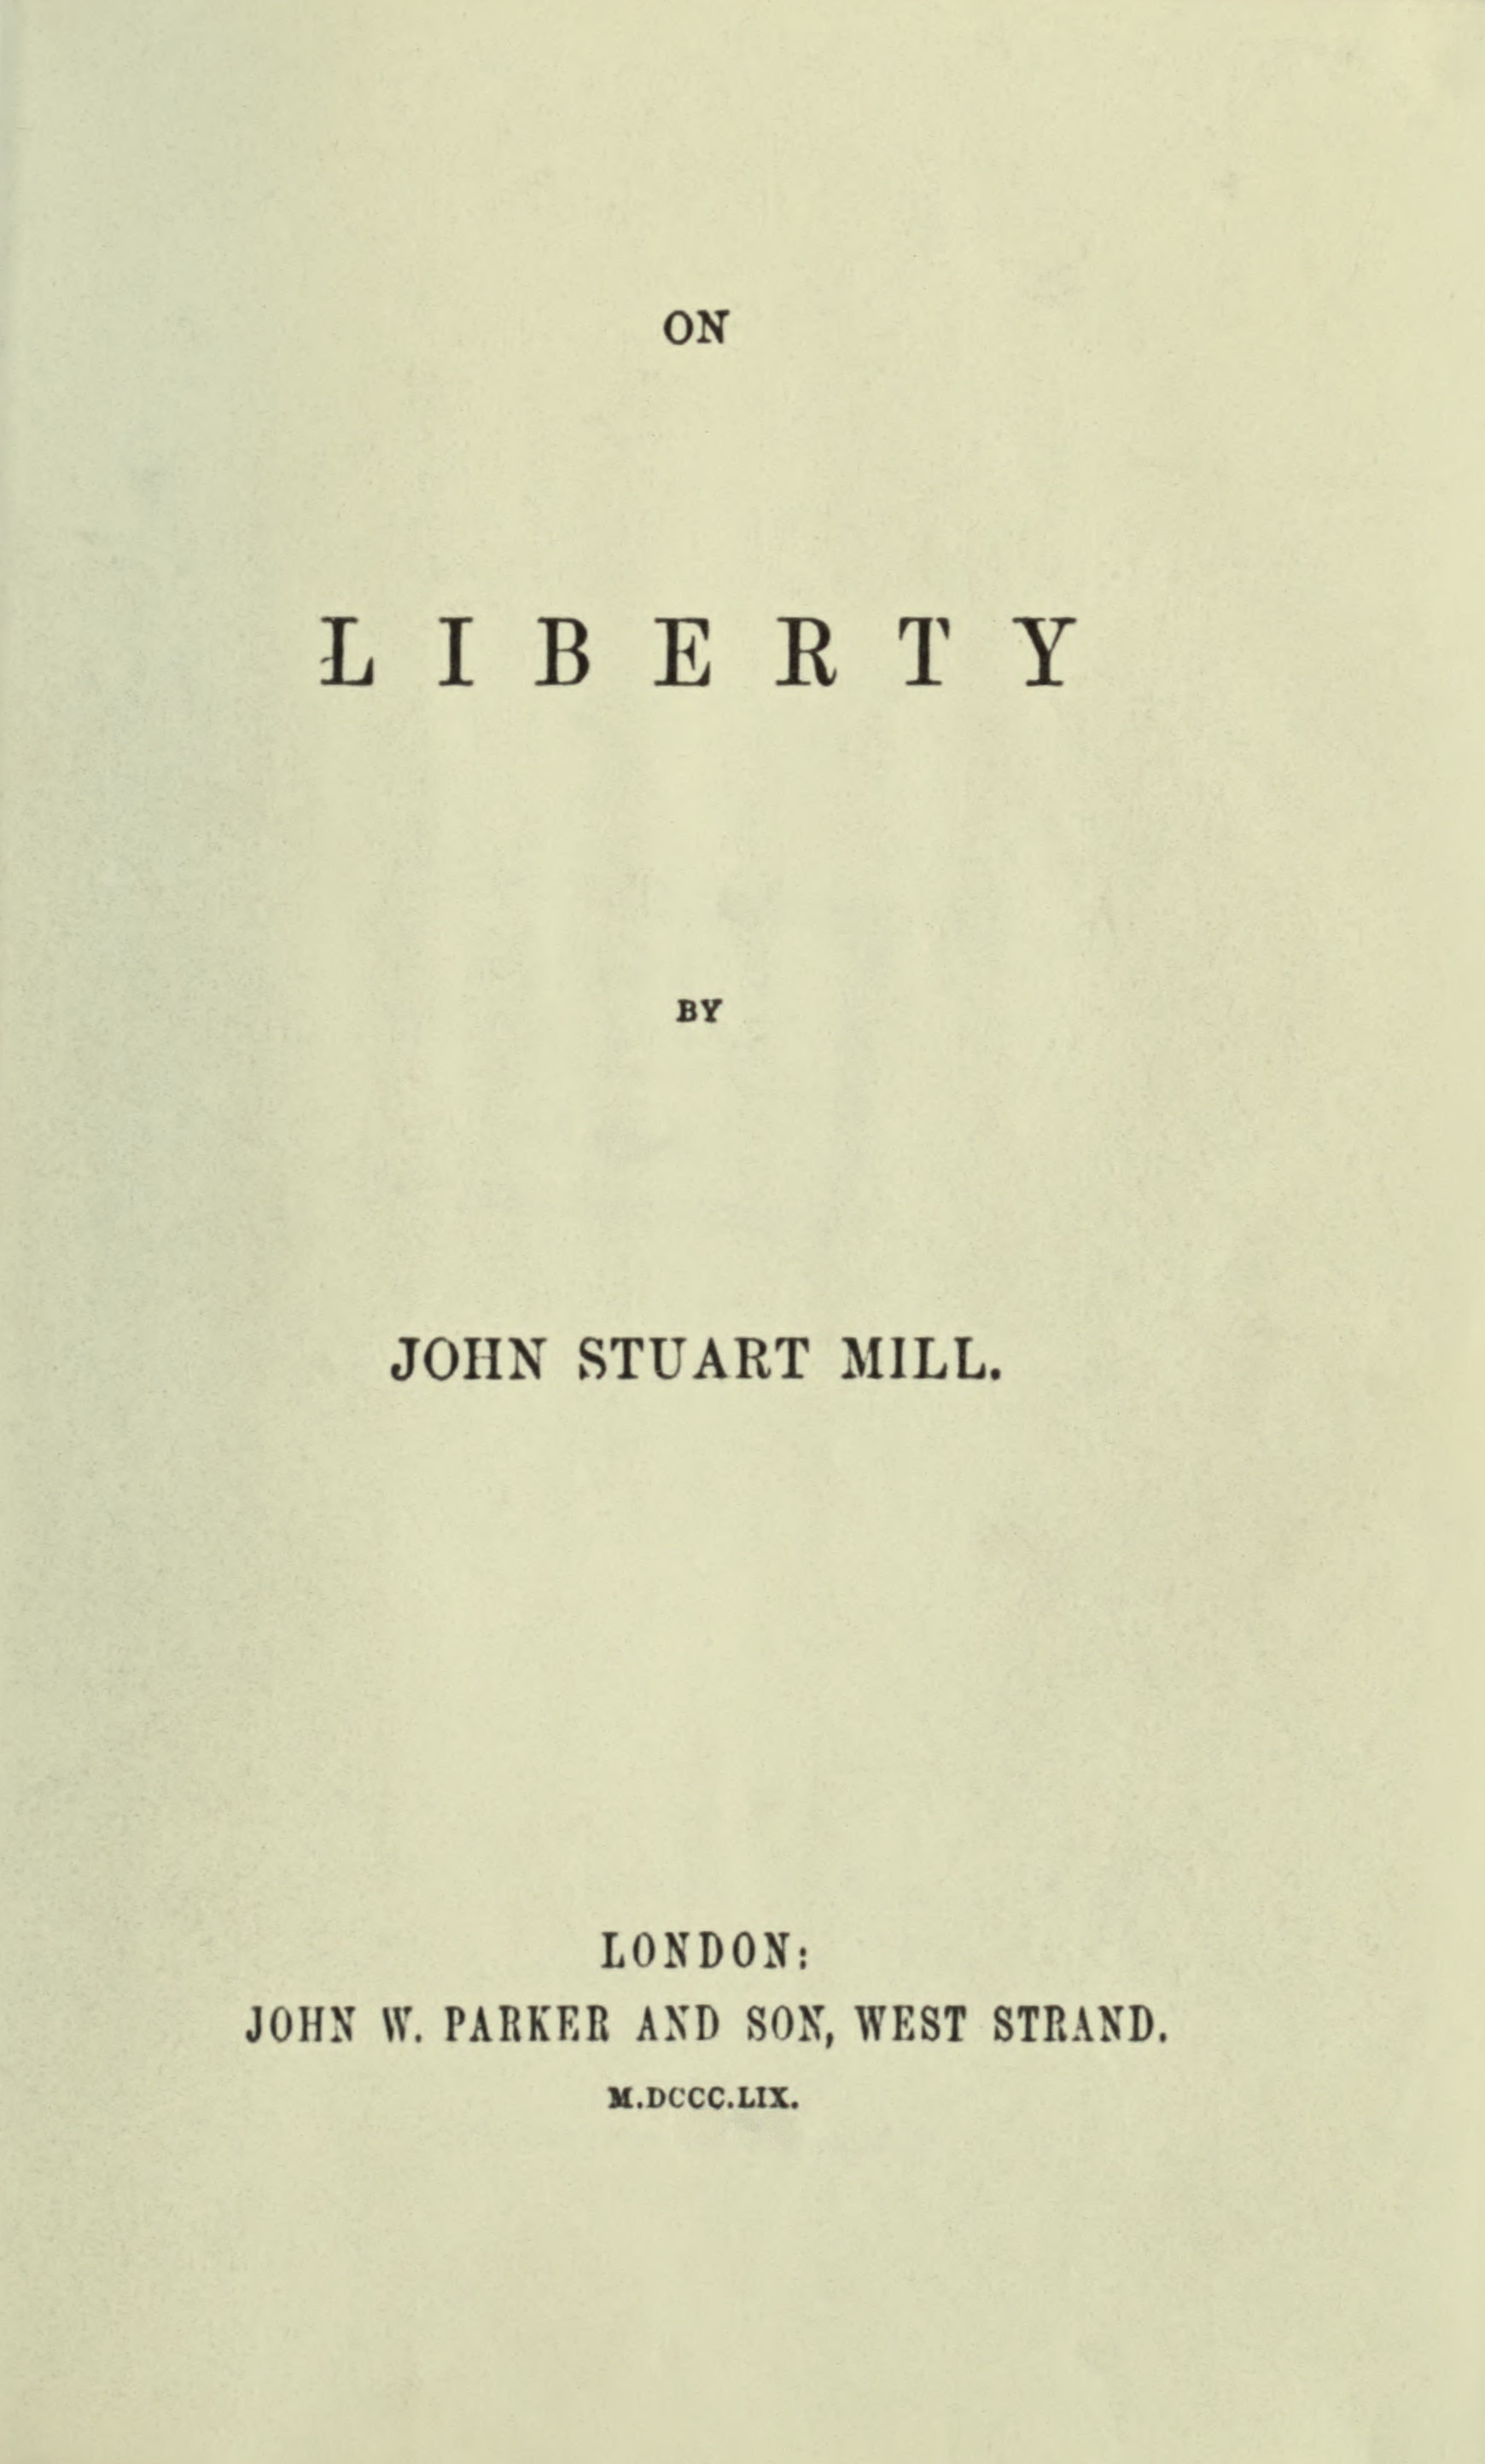 ON
LIBERTY
BY
JOHN STUART MILL.
LONDON:
JOHN W. PARKER AND SON, WEST STRAND.
M.DCCC.LIX.